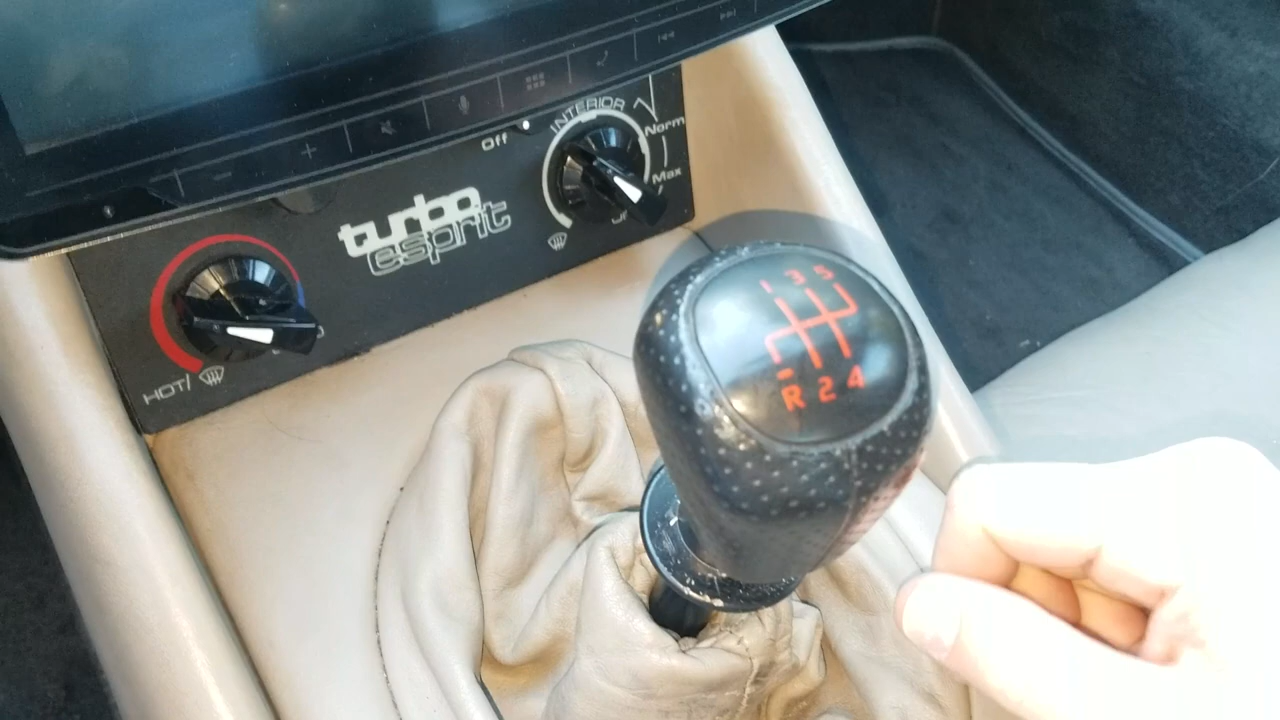 INTERIOR
Off
Norm
Max
turbo
esprit
HOT/
1 3 5
R 2 4